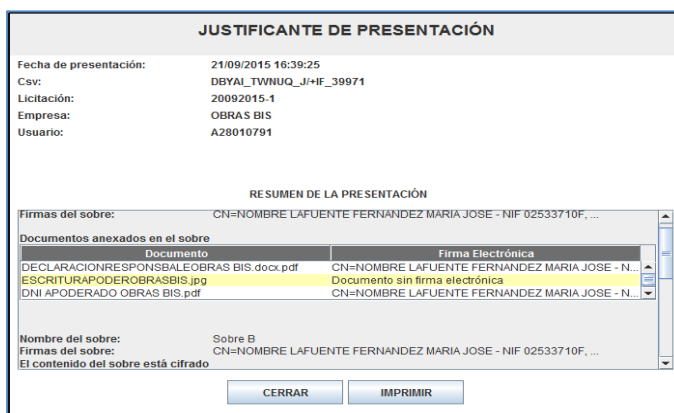 JUSTIFICANTE DE PRESENTACIÓN
Fecha de presentación: 21/09/2015 16:39:25
Csv: DBYAI_TWNUQ_J/+IF_39971
Licitación: 20092015-1
Empresa: OBRAS BIS
Usuario: A28010791
RESUMEN DE LA PRESENTACIÓN
Firmas del sobre: CN=NOMBRE LAFUENTE FERNANDEZ MARIA JOSE - NIF 02533710F, ...
Documentos anexados en el sobre
Documento Firma Electrónica
DECLARACIONRESPONSBALEOBRAS BIS.docx.pdf CN=NOMBRE LAFUENTE FERNANDEZ MARIA JOSE - N...
ESCRITURAPODEROBRASBIS.jpg Documento sin firma electrónica
DNI APODERADO OBRAS BIS.pdf CN=NOMBRE LAFUENTE FERNANDEZ MARIA JOSE - N...
Nombre del sobre: Sobre B
Firmas del sobre: CN=NOMBRE LAFUENTE FERNANDEZ MARIA JOSE - NIF 02533710F, ...
El contenido del sobre está cifrado
CERRAR IMPRIMIR